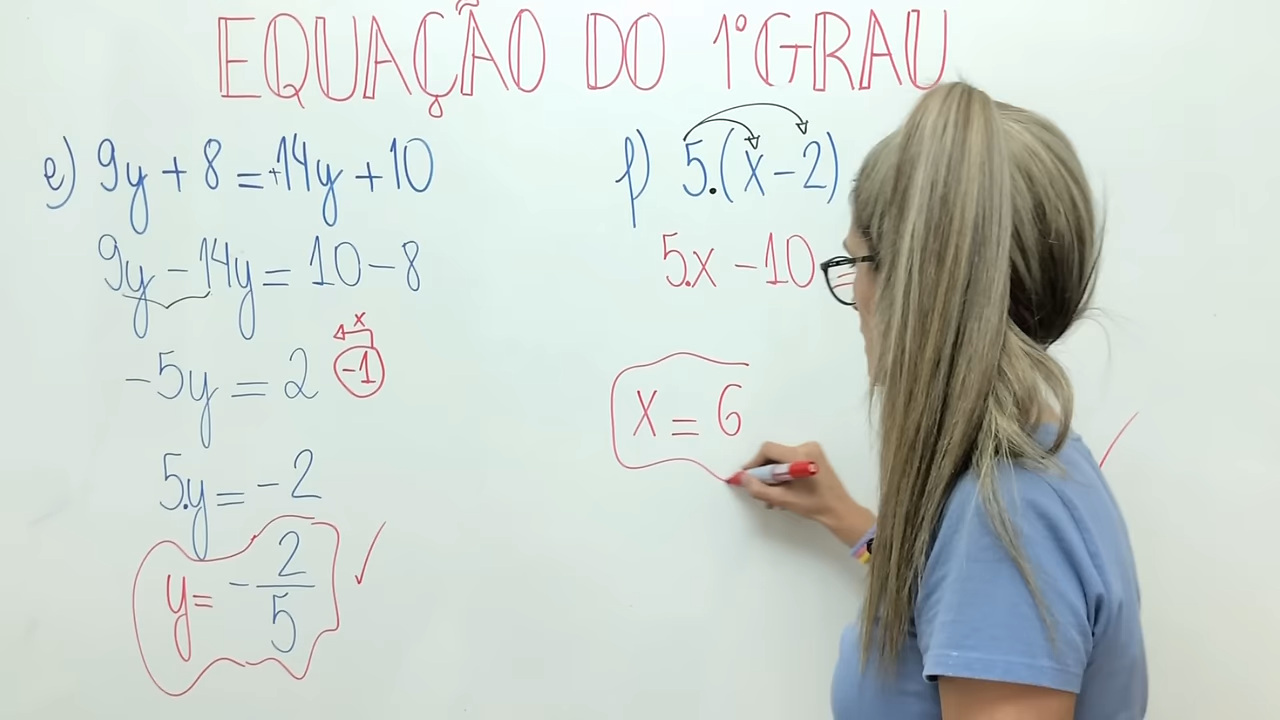 EQUAÇÃO DO 1º GRAU
e) 9y + 8 = +14y + 10
9y - 14y = 10 - 8
-5y = 2 (-1)
x
5.y = -2
y = - 2/5
f) 5.(x - 2)
5.x - 10 =
x = 6